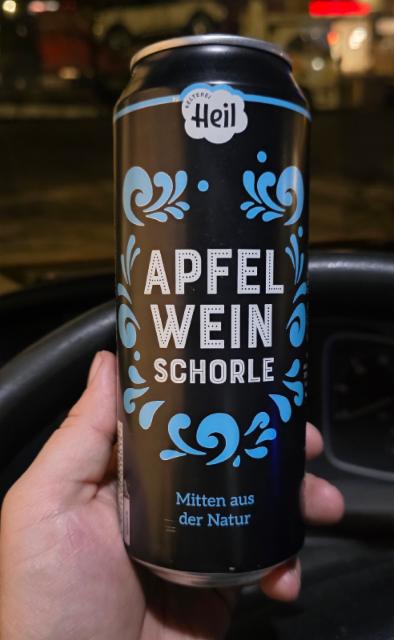 KELTEREI
Heil
APFEL
WEIN
SCHORLE
Mitten aus
der Natur